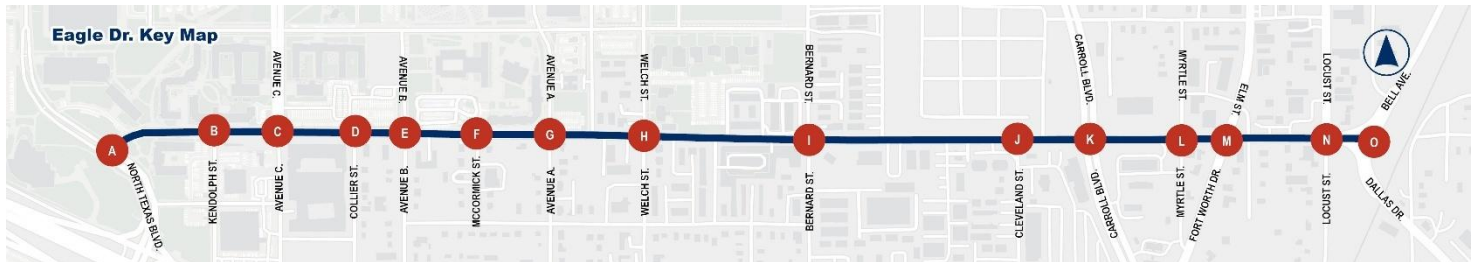 Eagle Dr. Key Map
AVENUE C.
AVENUE B.
AVENUE A.
WELCH ST.
BERNARD ST.
CARROLL BLVD.
MYRTLE ST.
ELM ST.
LOCUST ST.
BELL AVE.
A
B
C
D
E
F
G
H
I
J
K
L
M
N
O
NORTH TEXAS BLVD.
KENDOLPH ST.
AVENUE C.
COLLIER ST.
AVENUE B.
MCCORMICK ST.
AVENUE A.
WELCH ST.
BERNARD ST.
CLEVELAND ST.
CARROLL BLVD.
MYRTLE ST.
FORT WORTH DR.
LOCUST ST.
DALLAS DR.